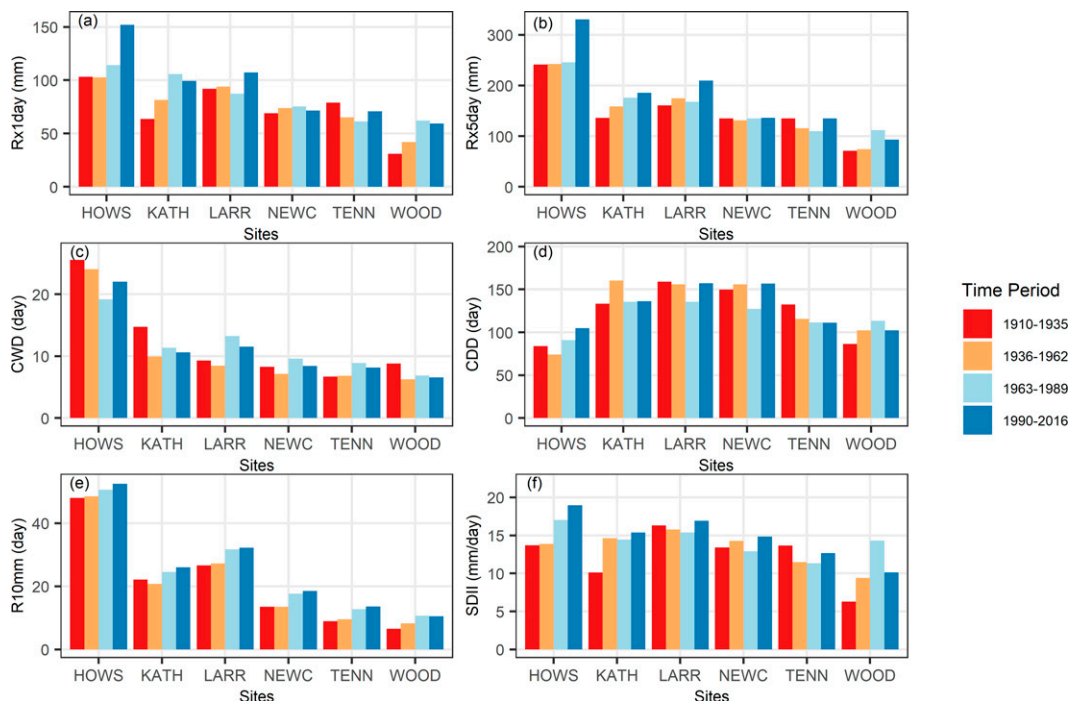 (a)
Rx1day (mm)
150
100
50
0
HOWS KATH LARR NEWC TENN WOOD
Sites
(b)
Rx5day (mm)
300
200
100
0
HOWS KATH LARR NEWC TENN WOOD
Sites
(c)
CWD (day)
20
10
0
HOWS KATH LARR NEWC TENN WOOD
Sites
(d)
CDD (day)
200
150
100
50
0
HOWS KATH LARR NEWC TENN WOOD
Sites
(e)
R10mm (day)
40
20
0
HOWS KATH LARR NEWC TENN WOOD
Sites
(f)
SDII (mm/day)
20
15
10
5
0
HOWS KATH LARR NEWC TENN WOOD
Sites
Time Period
1910-1935
1936-1962
1963-1989
1990-2016